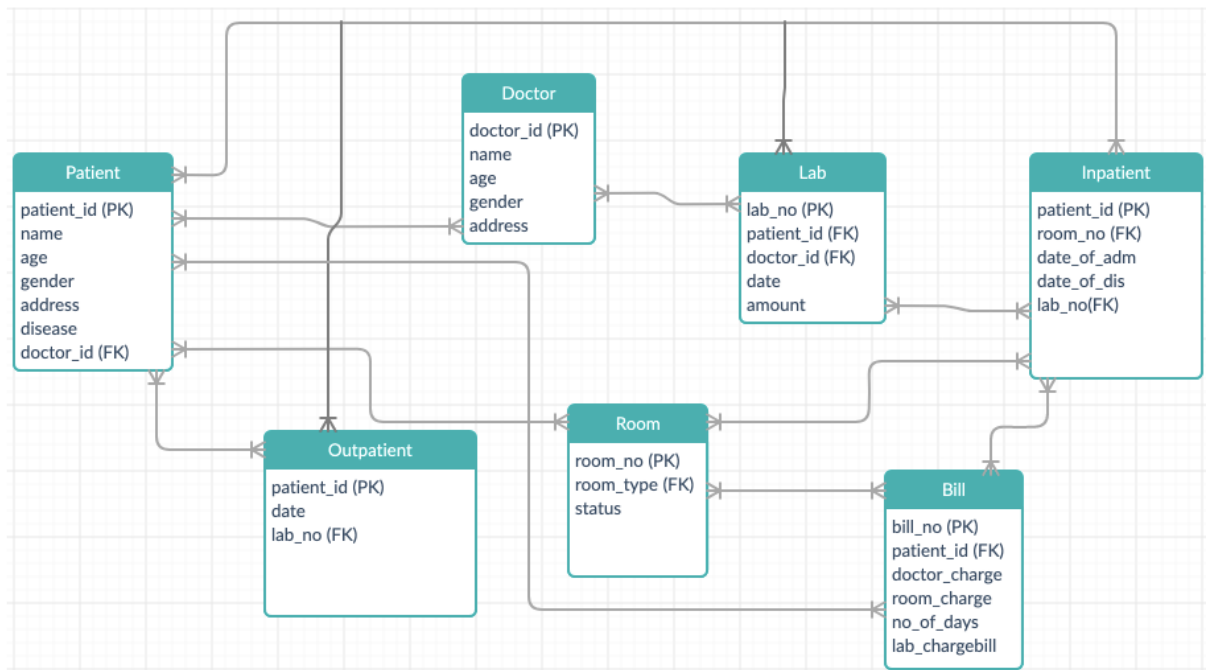 Patient
patient_id (PK)
name
age
gender
address
disease
doctor_id (FK)
Doctor
doctor_id (PK)
name
age
gender
address
Lab
lab_no (PK)
patient_id (FK)
doctor_id (FK)
date
amount
Inpatient
patient_id (PK)
room_no (FK)
date_of_adm
date_of_dis
lab_no(FK)
Outpatient
patient_id (PK)
date
lab_no (FK)
Room
room_no (PK)
room_type (FK)
status
Bill
bill_no (PK)
patient_id (FK)
doctor_charge
room_charge
no_of_days
lab_chargebill